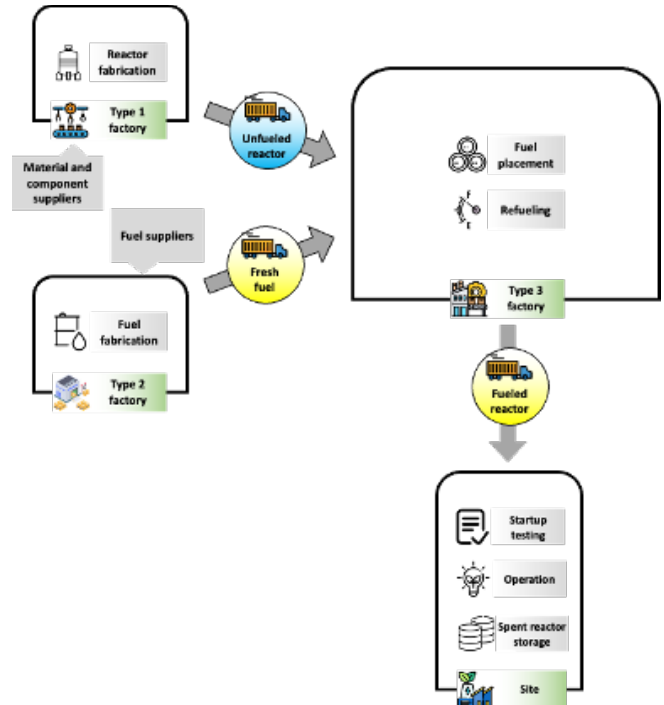 Reactor
fabrication
Type 1
factory
Unfueled
reactor
Material and
component
suppliers
Fuel suppliers
Fresh
fuel
Fuel
fabrication
Type 2
factory
Fuel
placement
F
E
Refueling
Type 3
factory
Fueled
reactor
Startup
testing
Operation
Spent reactor
storage
Site